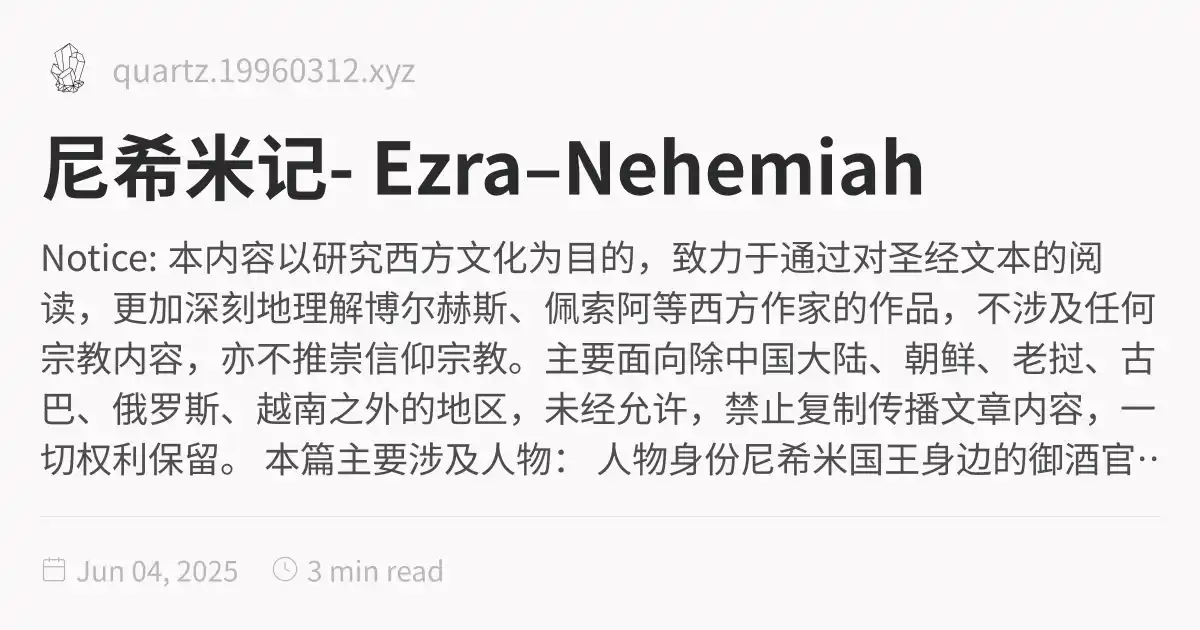 quartz.19960312.xyz
尼希米记- Ezra–Nehemiah
Notice: 本内容以研究西方文化为目的，致力于通过对圣经文本的阅
读，更加深刻地理解博尔赫斯、佩索阿等西方作家的作品，不涉及任何
宗教内容，亦不推崇信仰宗教。主要面向除中国大陆、朝鲜、老挝、古
巴、俄罗斯、越南之外的地区，未经允许，禁止复制传播文章内容，一
切权利保留。 本篇主要涉及人物： 人物身份尼希米国王身边的御酒官…
Jun 04, 2025
3 min read